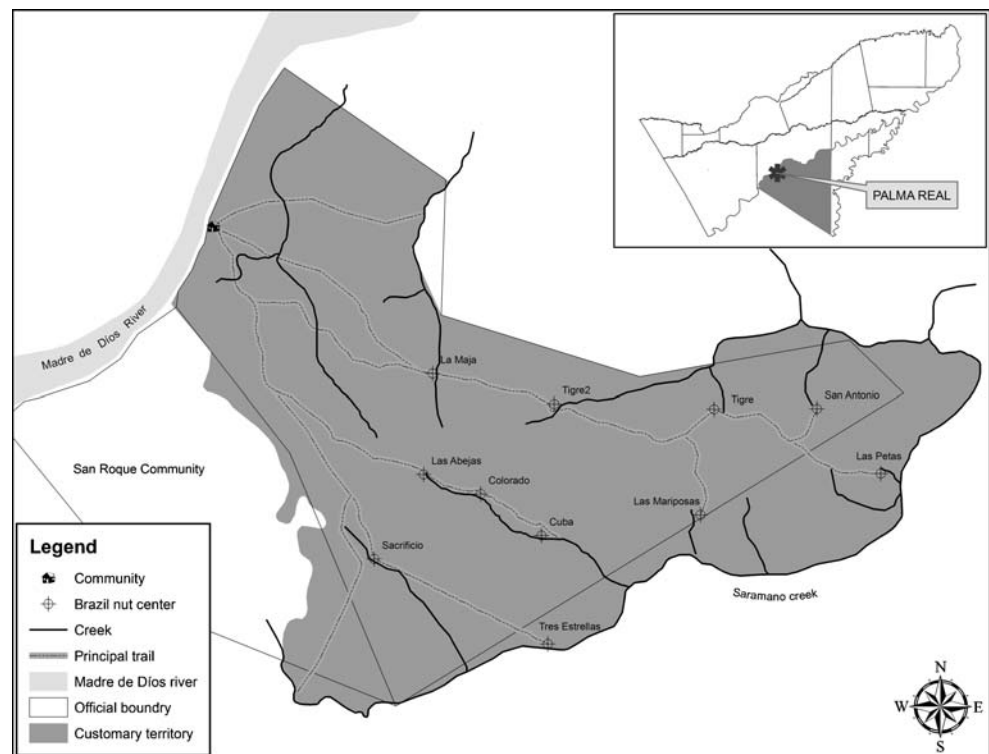 PALMA REAL
Madre de Díos River
La Maja
Tigre2
Tigre
San Antonio
San Roque Community
Las Abejas
Colorado
Las Petas
Las Mariposas
Cuba
Sacrificio
Saramano creek
Tres Estrellas
Legend
Community
Brazil nut center
Creek
Principal trail
Madre de Díos river
Official boundry
Customary territory
N
W E
S